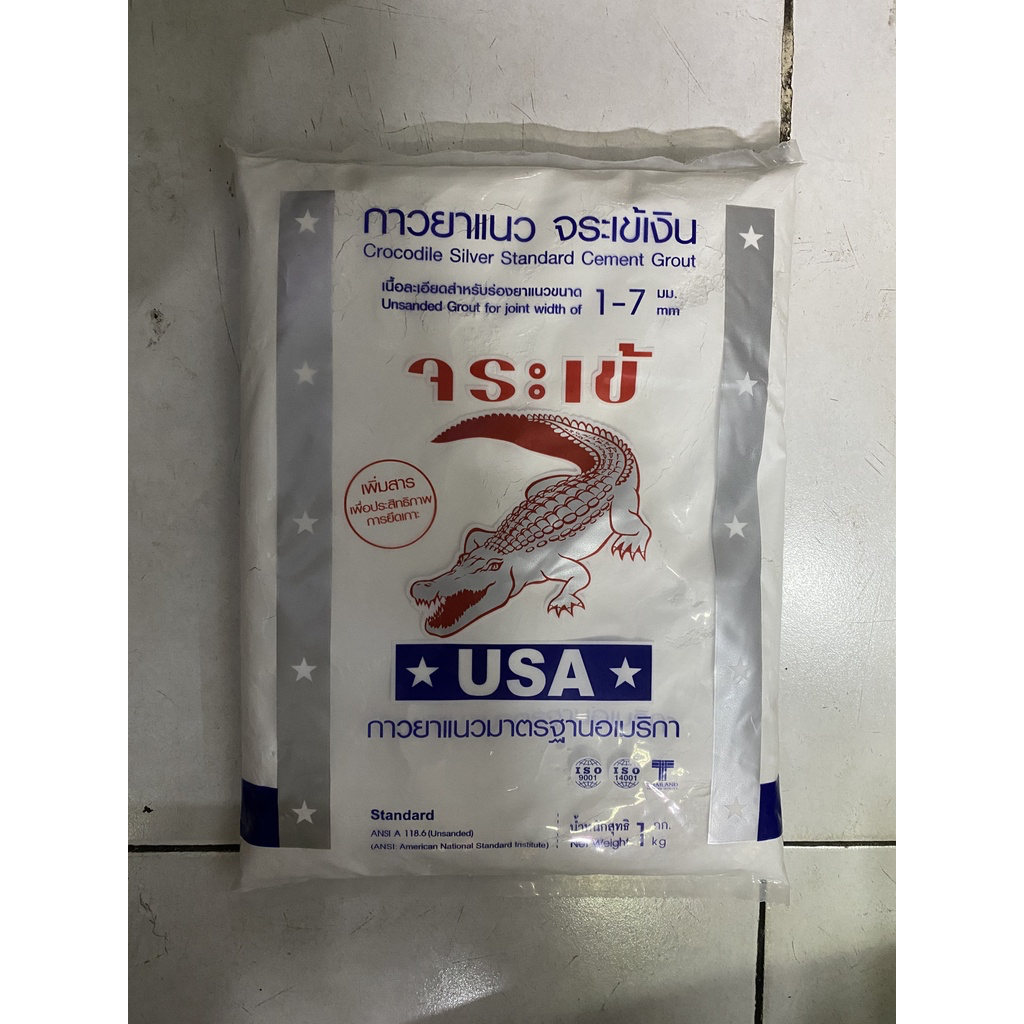 กาวยาแนว จระเข้เงิน
Crocodile Silver Standard Cement Grout
เนื้อละเอียดสำหรับร่องยาแนวขนาด 1-7 มม.
Unsanded Grout for joint width of mm
จระเข้
เพิ่มสาร
เพื่อประสิทธิภาพ
การยึดเกาะ
USA
กาวยาแนวมาตรฐานอเมริกา
ISO 9001
ISO 14001
T THAILAND
Standard
ANSI A 118.6 (Unsanded)
(ANSI: American National Standard Institute)
น้ำหนักสุทธิ 1 กก.
Net Weight kg